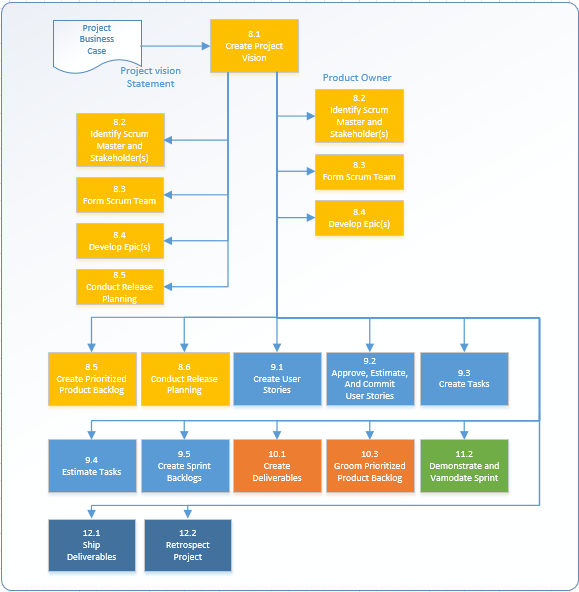 Project
Business
Case
8.1
Create Project
Vision
Project vision
Statement
Product Owner
8.2
Identify Scrum
Master and
Stakeholder(s)
8.3
Form Scrum Team
8.4
Develop Epic(s)
8.5
Conduct Release
Planning
8.2
Identify Scrum
Master and
Stakeholder(s)
8.3
Form Scrum Team
8.4
Develop Epic(s)
8.5
Create Prioritized
Product Backlog
8.6
Conduct Release
Planning
9.1
Create User
Stories
9.2
Approve, Estimate,
And Commit
User Stories
9.3
Create Tasks
9.4
Estimate Tasks
9.5
Create Sprint
Backlogs
10.1
Create
Deliverables
10.3
Groom Prioritized
Product Backlog
11.2
Demonstrate and
Vamodate Sprint
12.1
Ship
Deliverables
12.2
Retrospect
Project